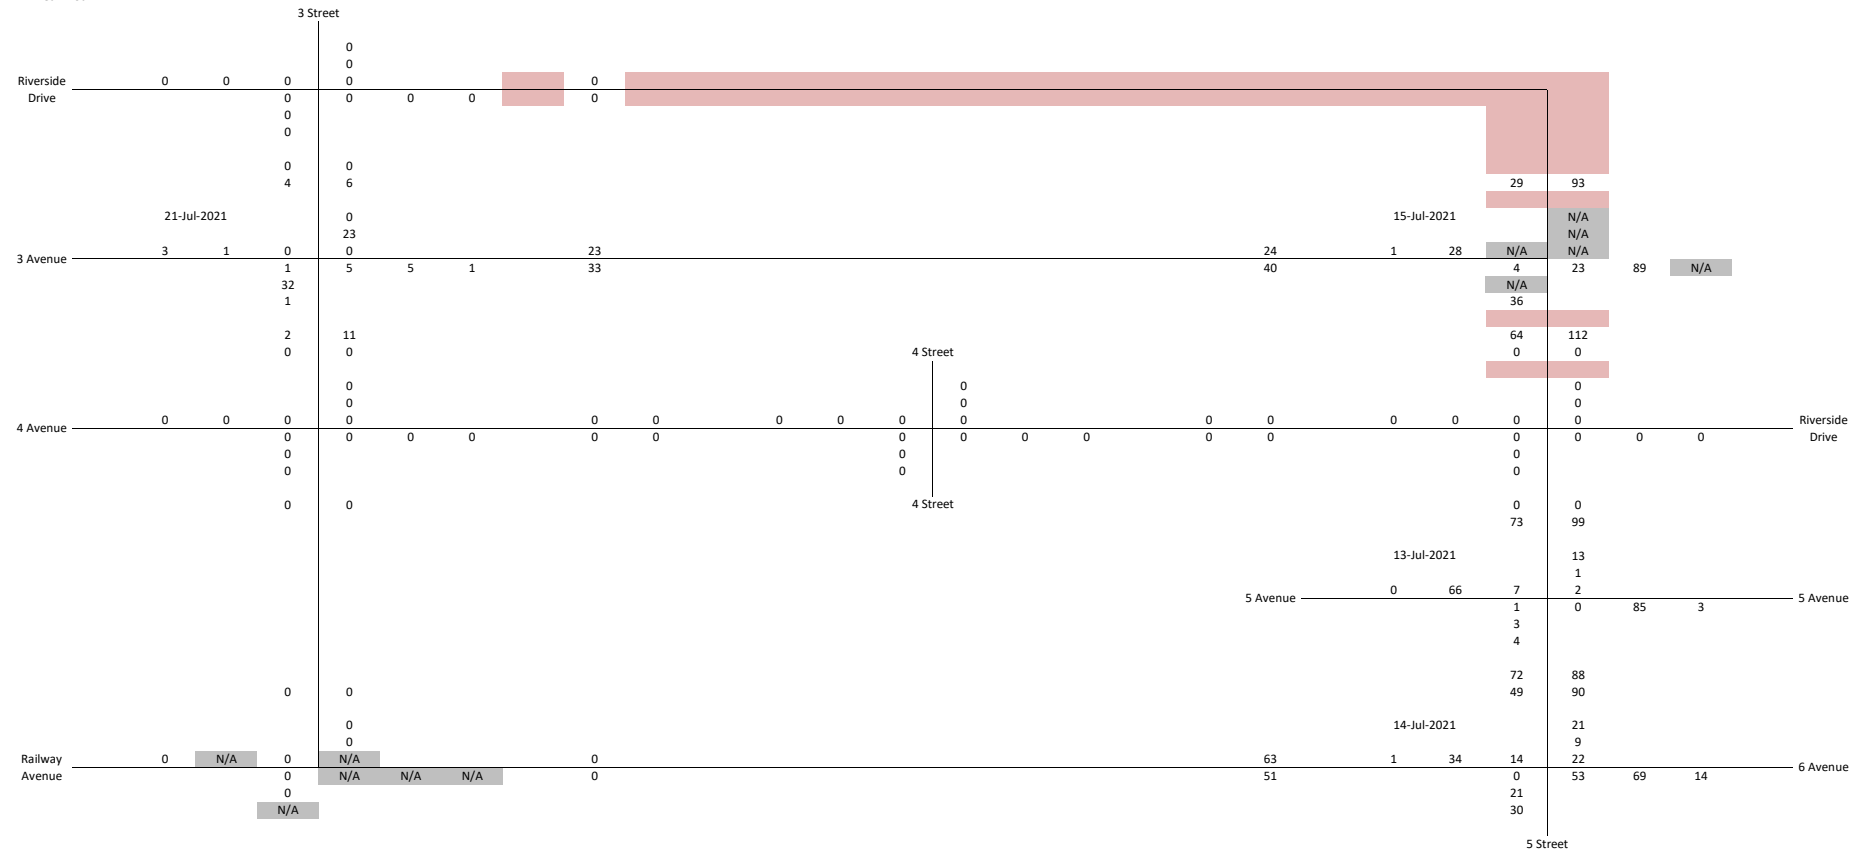 3 Street
0
0
Riverside 0 0 0 0 0
Drive 0 0 0 0 0
0
0
0 0
4 6 29 93
21-Jul-2021 0 15-Jul-2021 N/A
23 N/A
3 Avenue 3 1 0 0 23 24 1 28 N/A N/A
1 5 5 1 33 40 4 23 89 N/A
32 N/A
1 36
2 11 64 112
0 0 4 Street 0 0
0 0 0
0 0 0
4 Avenue 0 0 0 0 0 0 0 0 0 0 0 0 0 0 0 0 Riverside
0 0 0 0 0 0 0 0 0 0 0 0 0 0 0 0 Drive
0 0 0
0 0 0
0 0 4 Street 0 0
73 99
13-Jul-2021 13
1
5 Avenue 0 66 7 2 5 Avenue
1 0 85 3
3
4
72 88
0 0 49 90
0 14-Jul-2021 21
0 9
Railway 0 N/A 0 N/A 0 63 1 34 14 22
Avenue 0 N/A N/A N/A 0 51 0 53 69 14 6 Avenue
0 21
N/A 30
5 Street